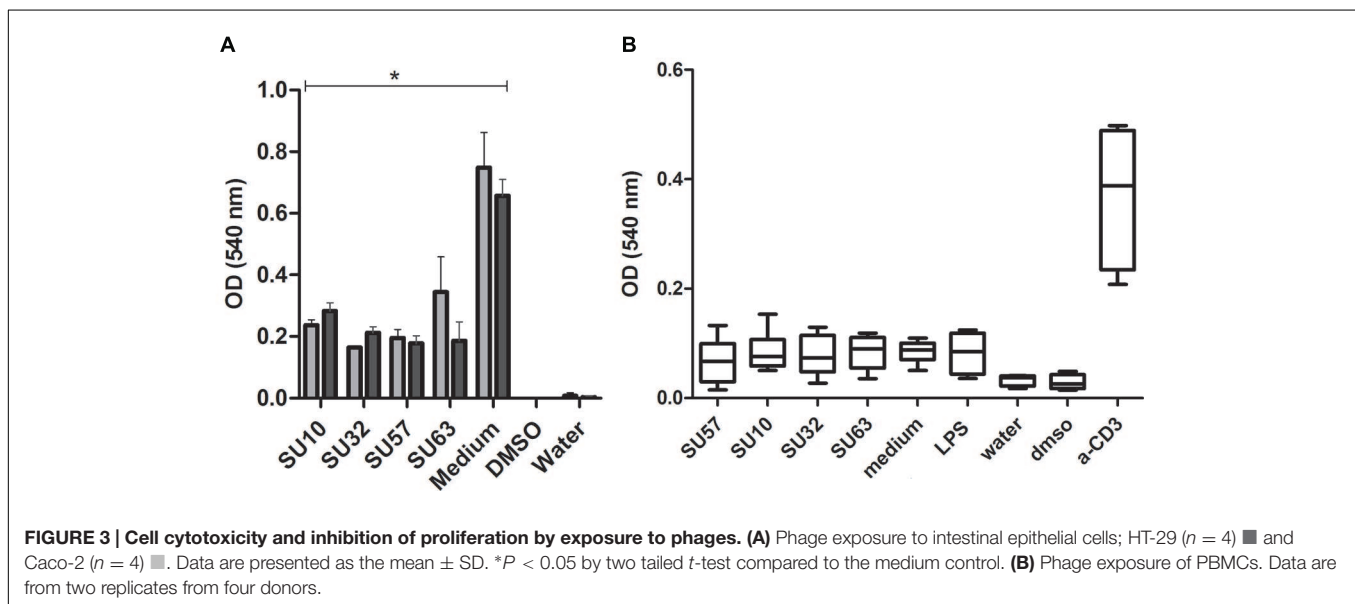 A
B
*
1.0
0.8
0.6
0.4
0.2
0.0
OD (540 nm)
SU10
SU32
SU57
SU63
Medium
DMSO
Water
0.6
0.4
0.2
0.0
OD (540 nm)
SU57
SU10
SU32
SU63
medium
LPS
water
dmso
a-CD3
FIGURE 3 | Cell cytotoxicity and inhibition of proliferation by exposure to phages. (A) Phage exposure to intestinal epithelial cells; HT-29 (n = 4) ■ and
Caco-2 (n = 4) ■. Data are presented as the mean ± SD. *P < 0.05 by two tailed t-test compared to the medium control. (B) Phage exposure of PBMCs. Data are
from two replicates from four donors.